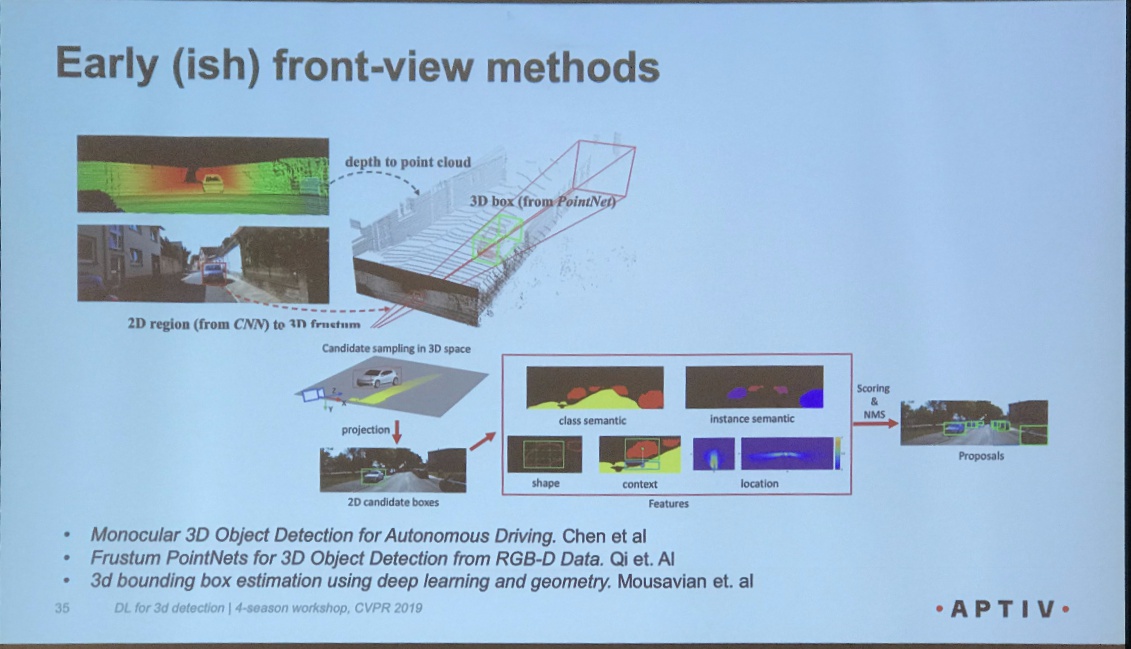 Early (ish) front-view methods
depth to point cloud
3D box (from PointNet)
2D region (from CNN) to 3D frustum
Candidate sampling in 3D space
projection
2D candidate boxes
class semantic
instance semantic
shape
context
location
Features
Scoring
&
NMS
Proposals
• Monocular 3D Object Detection for Autonomous Driving. Chen et al
• Frustum PointNets for 3D Object Detection from RGB-D Data. Qi et. Al
• 3d bounding box estimation using deep learning and geometry. Mousavian et. al
35 DL for 3d detection | 4-season workshop, CVPR 2019
• APTIV •